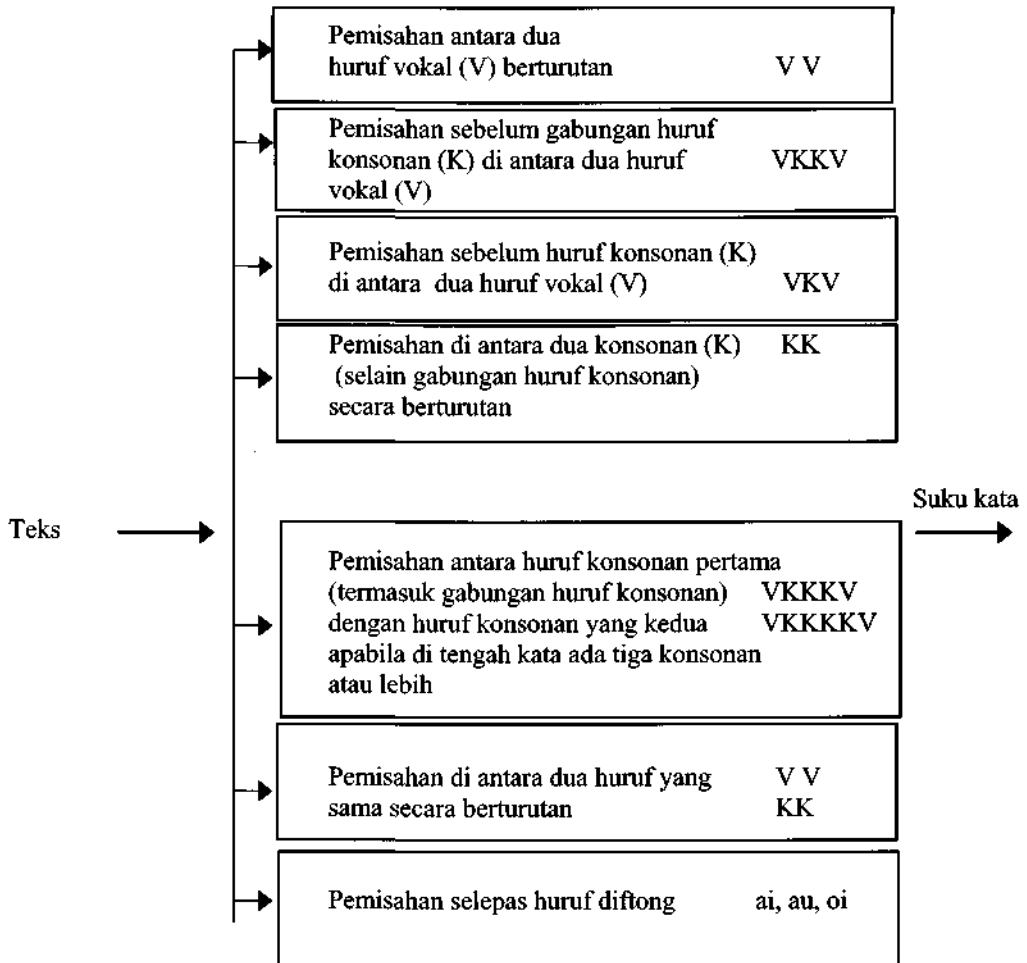 Pemisahan antara dua
huruf vokal (V) berturutan V V
Pemisahan sebelum gabungan huruf
konsonan (K) di antara dua huruf VKKV
vokal (V)
Pemisahan sebelum huruf konsonan (K)
di antara dua huruf vokal (V) VKV
Pemisahan di antara dua konsonan (K) KK
(selain gabungan huruf konsonan)
secara berturutan
Teks
Suku kata
Pemisahan antara huruf konsonan pertama
(termasuk gabungan huruf konsonan) VKKKV
dengan huruf konsonan yang kedua VKKKKV
apabila di tengah kata ada tiga konsonan
atau lebih
Pemisahan di antara dua huruf yang V V
sama secara berturutan KK
Pemisahan selepas huruf diftong ai, au, oi